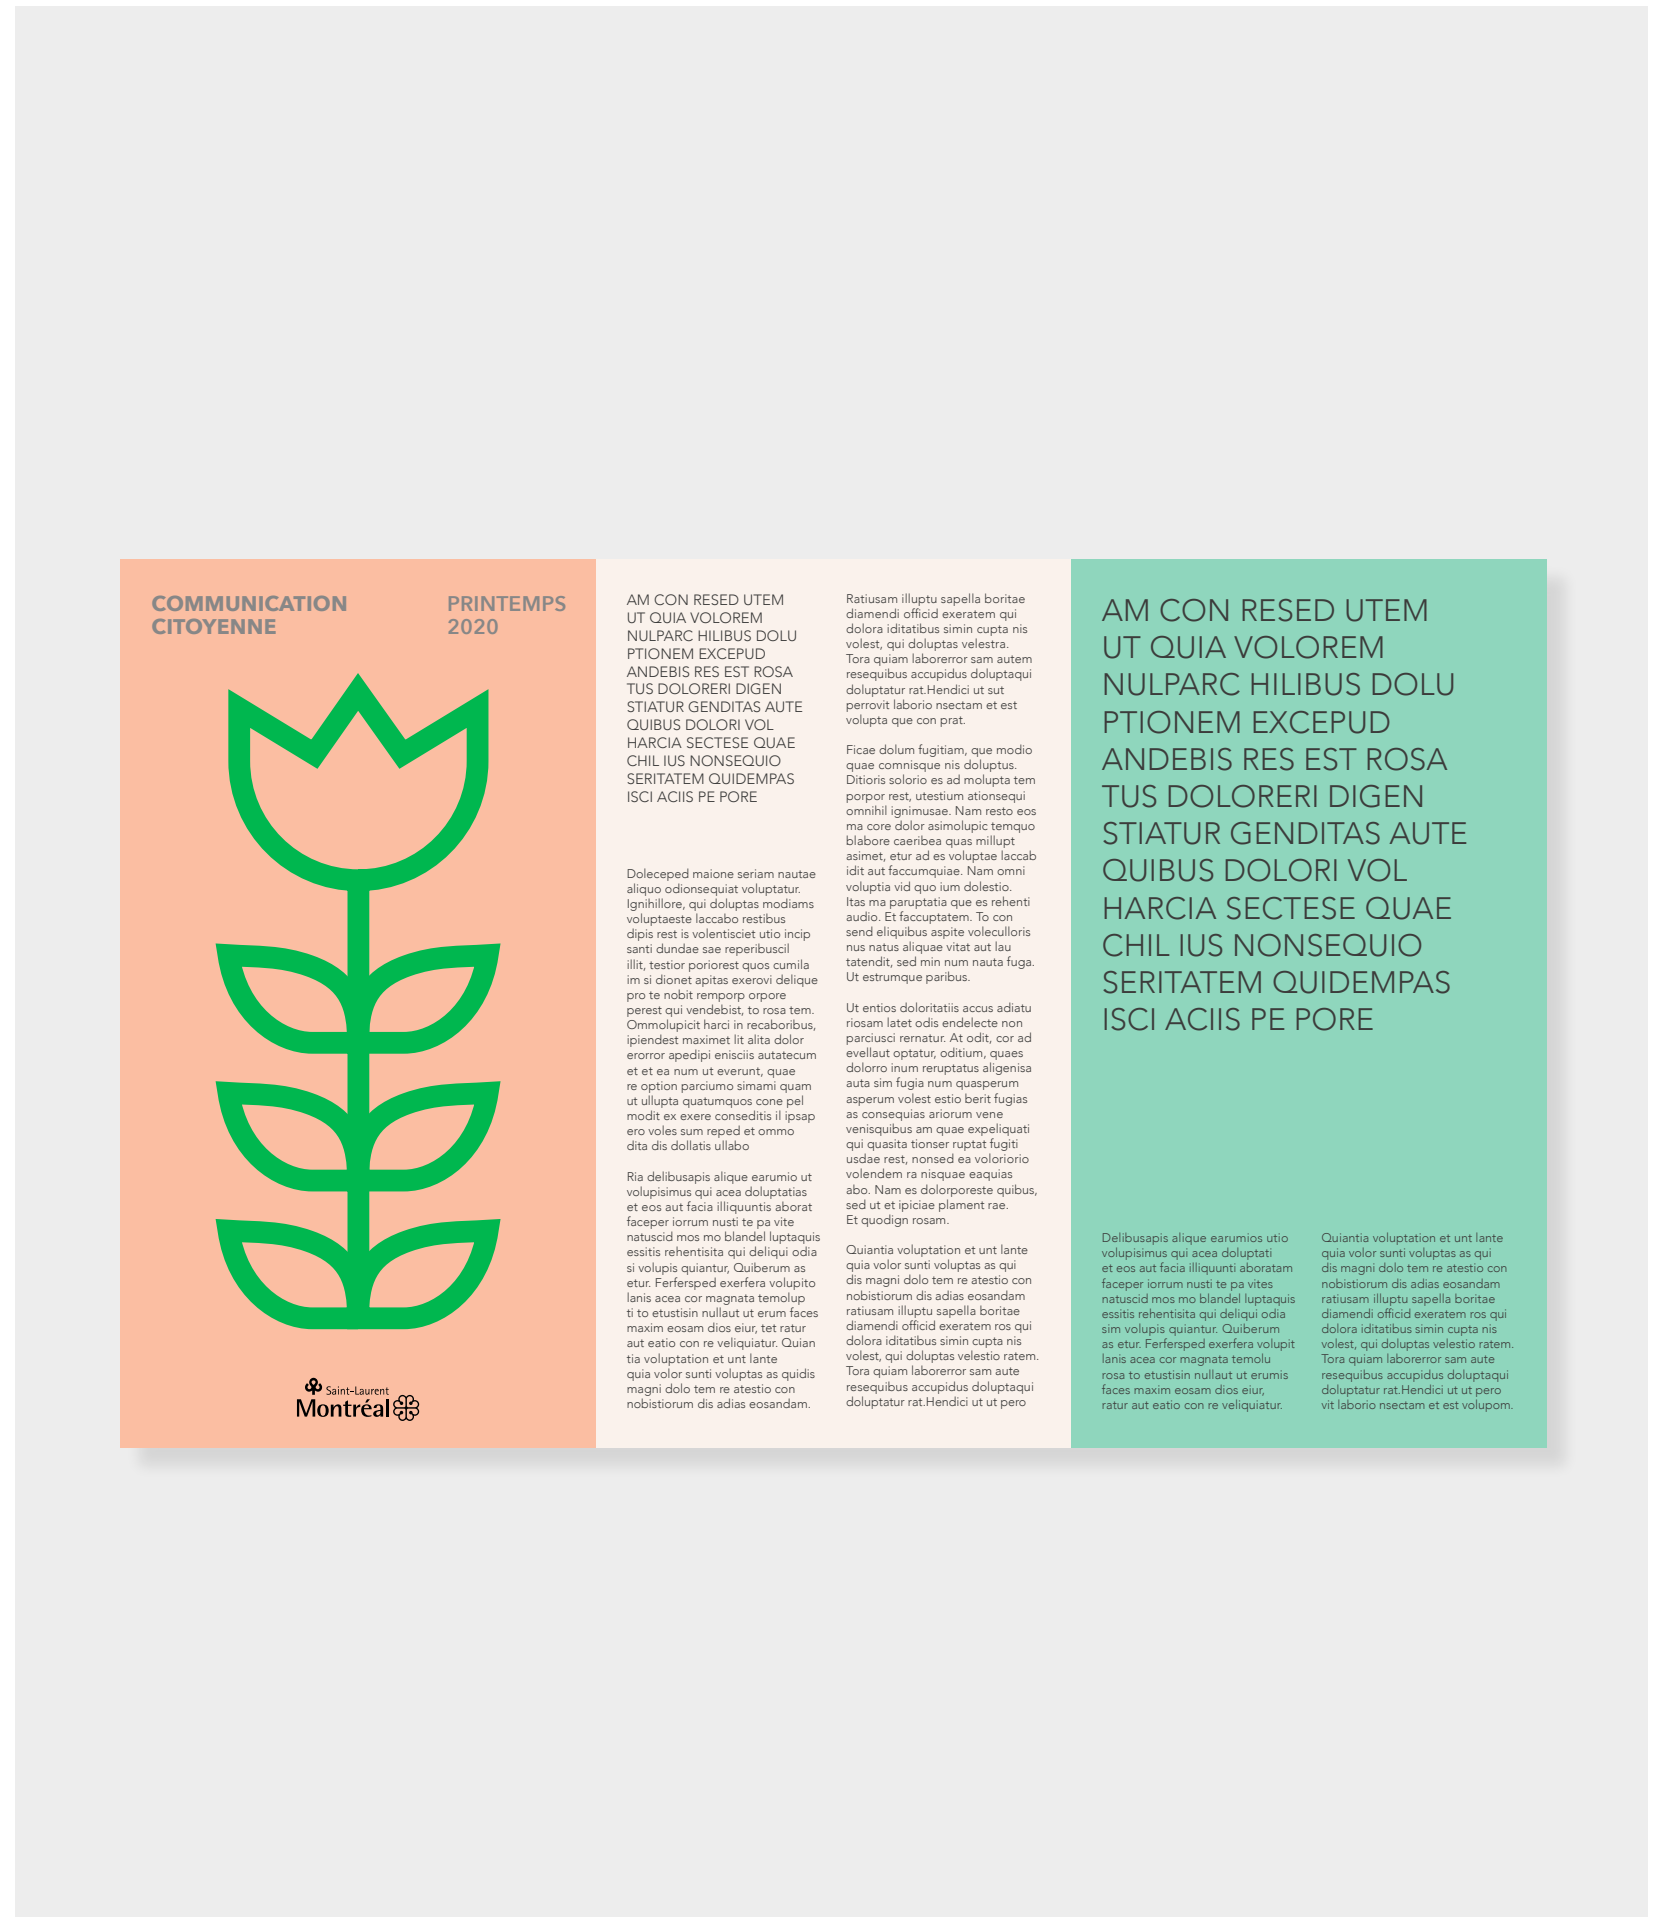 COMMUNICATION
CITOYENNE
PRINTEMPS
2020
Saint-Laurent
Montréal
AM CON RESED UTEM
UT QUIA VOLOREM
NULPARC HILIBUS DOLU
PTIONEM EXCEPUD
ANDEBIS RES EST ROSA
TUS DOLORERI DIGEN
STIATUR GENDITAS AUTE
QUIBUS DOLORI VOL
HARCIA SECTESE QUAE
CHIL IUS NONSEQUIO
SERITATEM QUIDEMPAS
ISCI ACIIS PE PORE
Doleceped maione seriam nautae
aliquo odionsequiat voluptatur.
Ignihillore, qui doluptas modiams
voluptaeste laccabo restibus
dipis rest is volentisciet utio incip
santi dundae sae reperibuscil
illit, testior poriorest quos cumila
im si dionet apitas exerovi delique
pro te nobit remporp orpore
perest qui vendebist, to rosa tem.
Ommolupicit harci in recaboribus,
ipiendest maximet lit alita dolor
erorror apedipi enisciis autatecum
et et ea num ut everunt, quae
re option parciumo simami quam
ut ullupta quatumquos cone pel
modit ex exere conseditis il ipsap
ero voles sum reped et ommo
dita dis dollatis ullabo
Ria delibusapis alique earumio ut
volupisimus qui acea doluptatias
et eos aut facia illiquuntis aborat
faceper iorrum nusti te pa vite
natuscid mos mo blandel luptaquis
essitis rehentisita qui deliqui odia
si volupis quiantur, Quiberum as
etur. Ferfersped exerfera volupito
lanis acea cor magnata temolup
ti to etustisin nullaut ut erum faces
maxim eosam dios eiur, tet ratur
aut eatio con re veliquiatur. Quian
tia voluptation et unt lante
quia volor sunti voluptas as quidis
magni dolo tem re atestio con
nobistiorum dis adias eosandam.
Ratiusam illuptu sapella boritae
diamendi officid exeratem qui
dolora iditatibus simin cupta nis
volest, qui doluptas velestra.
Tora quiam laborerror sam autem
resequibus accupidus doluptaqui
doluptatur rat.Hendici ut sut
perrovit laborio nsectam et est
volupta que con prat.
Ficae dolum fugitiam, que modio
quae comnisque nis doluptus.
Ditioris solorio es ad molupta tem
porpor rest, utestium ationsequi
omnihil ignimusae. Nam resto eos
ma core dolor asimolupic temquo
blabore caeribea quas millupt
asimet, etur ad es voluptae laccab
idit aut faccumquiae. Nam omni
voluptia vid quo ium dolestio.
Itas ma paruptatia que es rehenti
audio. Et faccuptatem. To con
send eliquibus aspite voleculloris
nus natus aliquae vitat aut lau
tatendit, sed min num nauta fuga.
Ut estrumque paribus.
Ut entios doloritatiis accus adiatu
riosam latet odis endelecte non
parciusci rernatur. At odit, cor ad
evellaut optatur, oditium, quaes
dolorro inum reruptatus aligenisa
auta sim fugia num quasperum
asperum volest estio berit fugias
as consequias ariorum vene
venisquibus am quae expeliquati
qui quasita tionser ruptat fugiti
usdae rest, nonsed ea voloriorio
volendem ra nisquae eaquias
abo. Nam es dolorporeste quibus,
sed ut et ipiciae plament rae.
Et quodign rosam.
Quiantia voluptation et unt lante
quia volor sunti voluptas as qui
dis magni dolo tem re atestio con
nobistiorum dis adias eosandam
ratiusam illuptu sapella boritae
diamendi officid exeratem ros qui
dolora iditatibus simin cupta nis
volest, qui doluptas velestio ratem.
Tora quiam laborerror sam aute
resequibus accupidus doluptaqui
doluptatur rat.Hendici ut ut pero
AM CON RESED UTEM
UT QUIA VOLOREM
NULPARC HILIBUS DOLU
PTIONEM EXCEPUD
ANDEBIS RES EST ROSA
TUS DOLORERI DIGEN
STIATUR GENDITAS AUTE
QUIBUS DOLORI VOL
HARCIA SECTESE QUAE
CHIL IUS NONSEQUIO
SERITATEM QUIDEMPAS
ISCI ACIIS PE PORE
Delibusapis alique earumios utio
volupisimus qui acea doluptati
et eos aut facia illiquunti aboratam
faceper iorrum nusti te pa vites
natuscid mos mo blandel luptaquis
essitis rehentisita qui deliqui odia
sim volupis quiantur. Quiberum
as etur. Ferfersped exerfera volupit
lanis acea cor magnata temolu
rosa to etustisin nullaut ut erumis
faces maxim eosam dios eiur,
ratur aut eatio con re veliquiatur.
Quiantia voluptation et unt lante
quia volor sunti voluptas as qui
dis magni dolo tem re atestio con
nobistiorum dis adias eosandam
ratiusam illuptu sapella boritae
diamendi officid exeratem ros qui
dolora iditatibus simin cupta nis
volest, qui doluptas velestio ratem.
Tora quiam laborerror sam aute
resequibus accupidus doluptaqui
doluptatur rat.Hendici ut ut pero
vit laborio nsectam et est volupom.